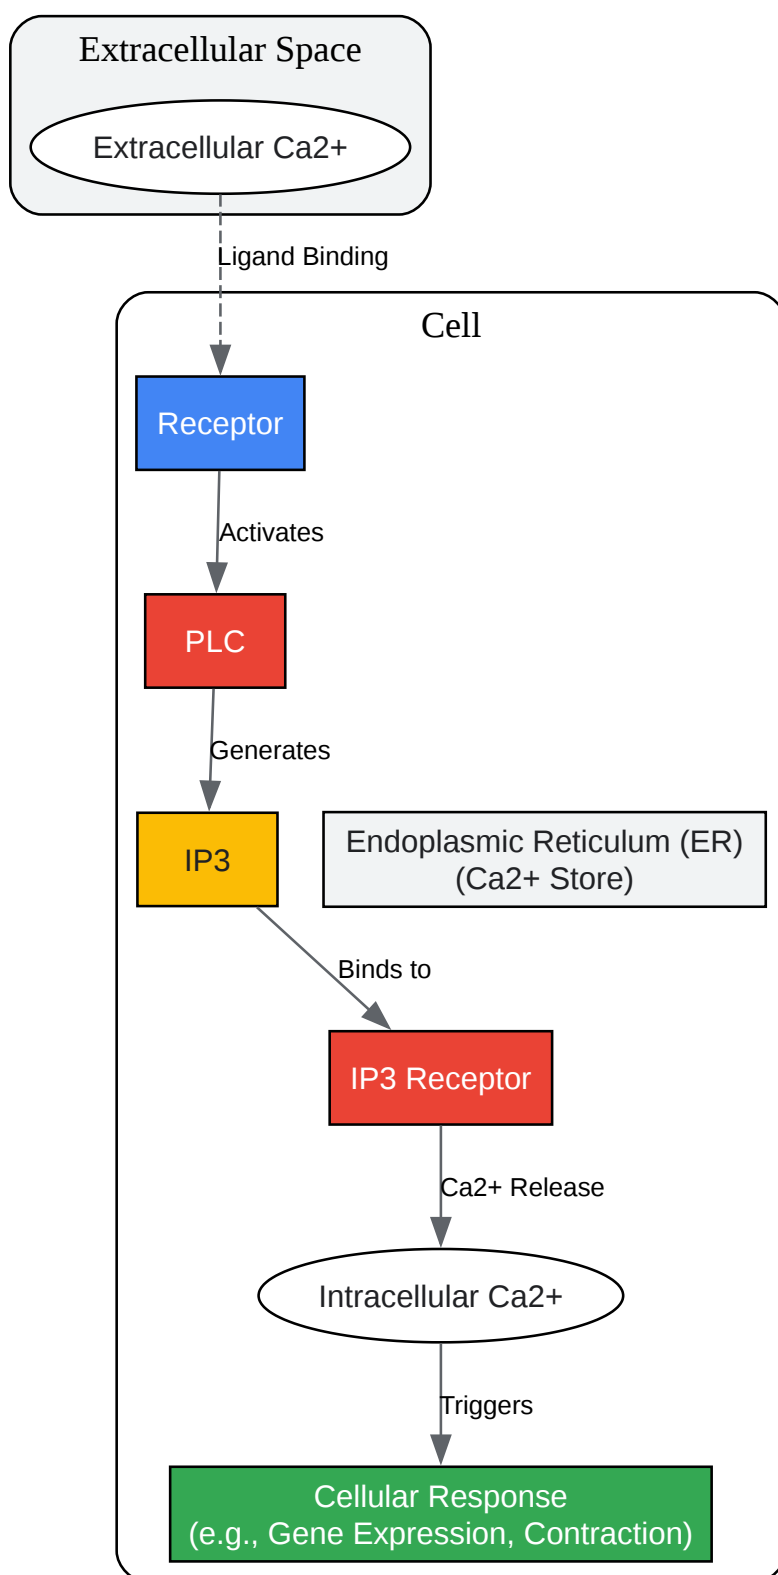 Extracellular Space
Extracellular Ca2+
Ligand Binding
Cell
Receptor
Activates
PLC
Generates
IP3
Endoplasmic Reticulum (ER)
(Ca2+ Store)
Binds to
IP3 Receptor
Ca2+ Release
Intracellular Ca2+
Triggers
Cellular Response
(e.g., Gene Expression, Contraction)